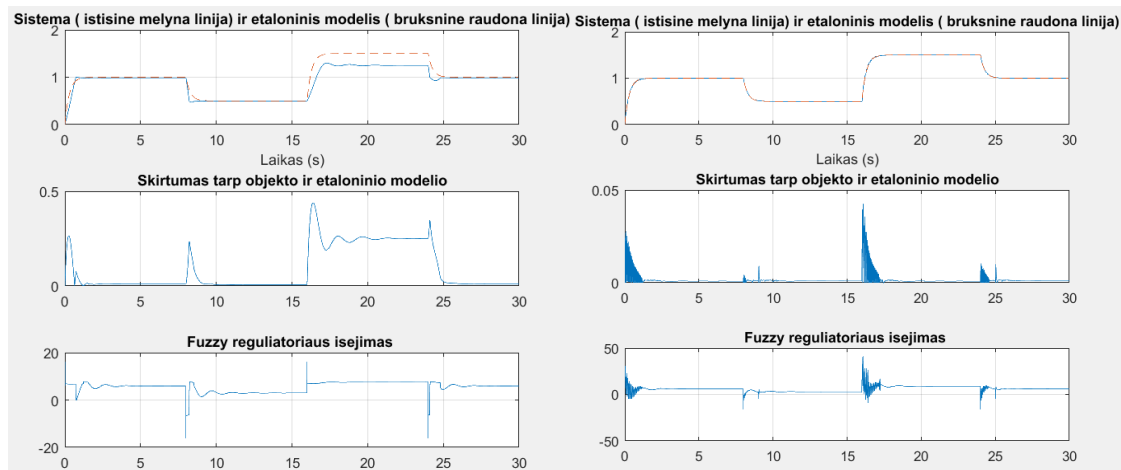 Sistema ( istisine melyna linija) ir etaloninis modelis ( bruksnine raudona linija)
2
1
0
0 5 10 15 20 25 30
Laikas (s)
Skirtumas tarp objekto ir etaloninio modelio
0.5
0
0 5 10 15 20 25 30
Fuzzy reguliatoriaus isejimas
20
0
-20
0 5 10 15 20 25 30
Sistema ( istisine melyna linija) ir etaloninis modelis ( bruksnine raudona linija)
2
1
0
0 5 10 15 20 25 30
Laikas (s)
Skirtumas tarp objekto ir etaloninio modelio
0.05
0
0 5 10 15 20 25 30
Fuzzy reguliatoriaus isejimas
50
0
-50
0 5 10 15 20 25 30